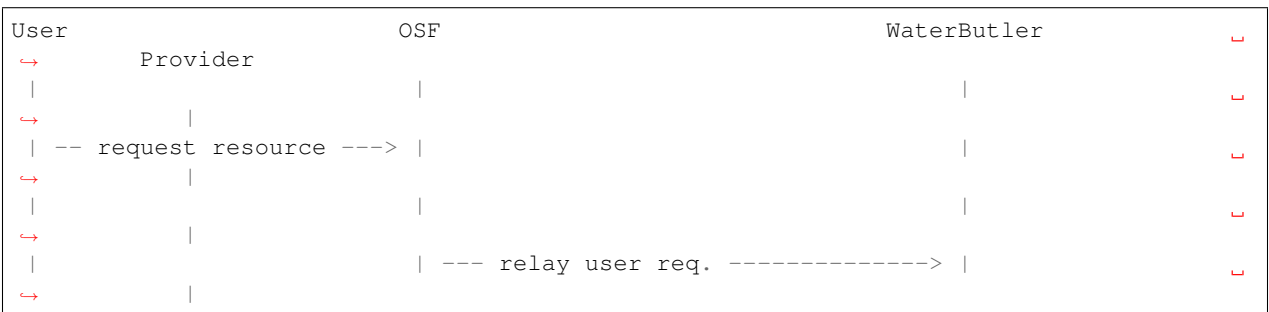 User                          OSF                                   WaterButler              ␣
↪        Provider
 |                             |                                         |                   ␣
↪            |
 | -- request resource ---> |                                         |                   ␣
↪            |
 |                             |                                         |                   ␣
↪            |
 |                             | --- relay user req. --------------> |                   ␣
↪            |